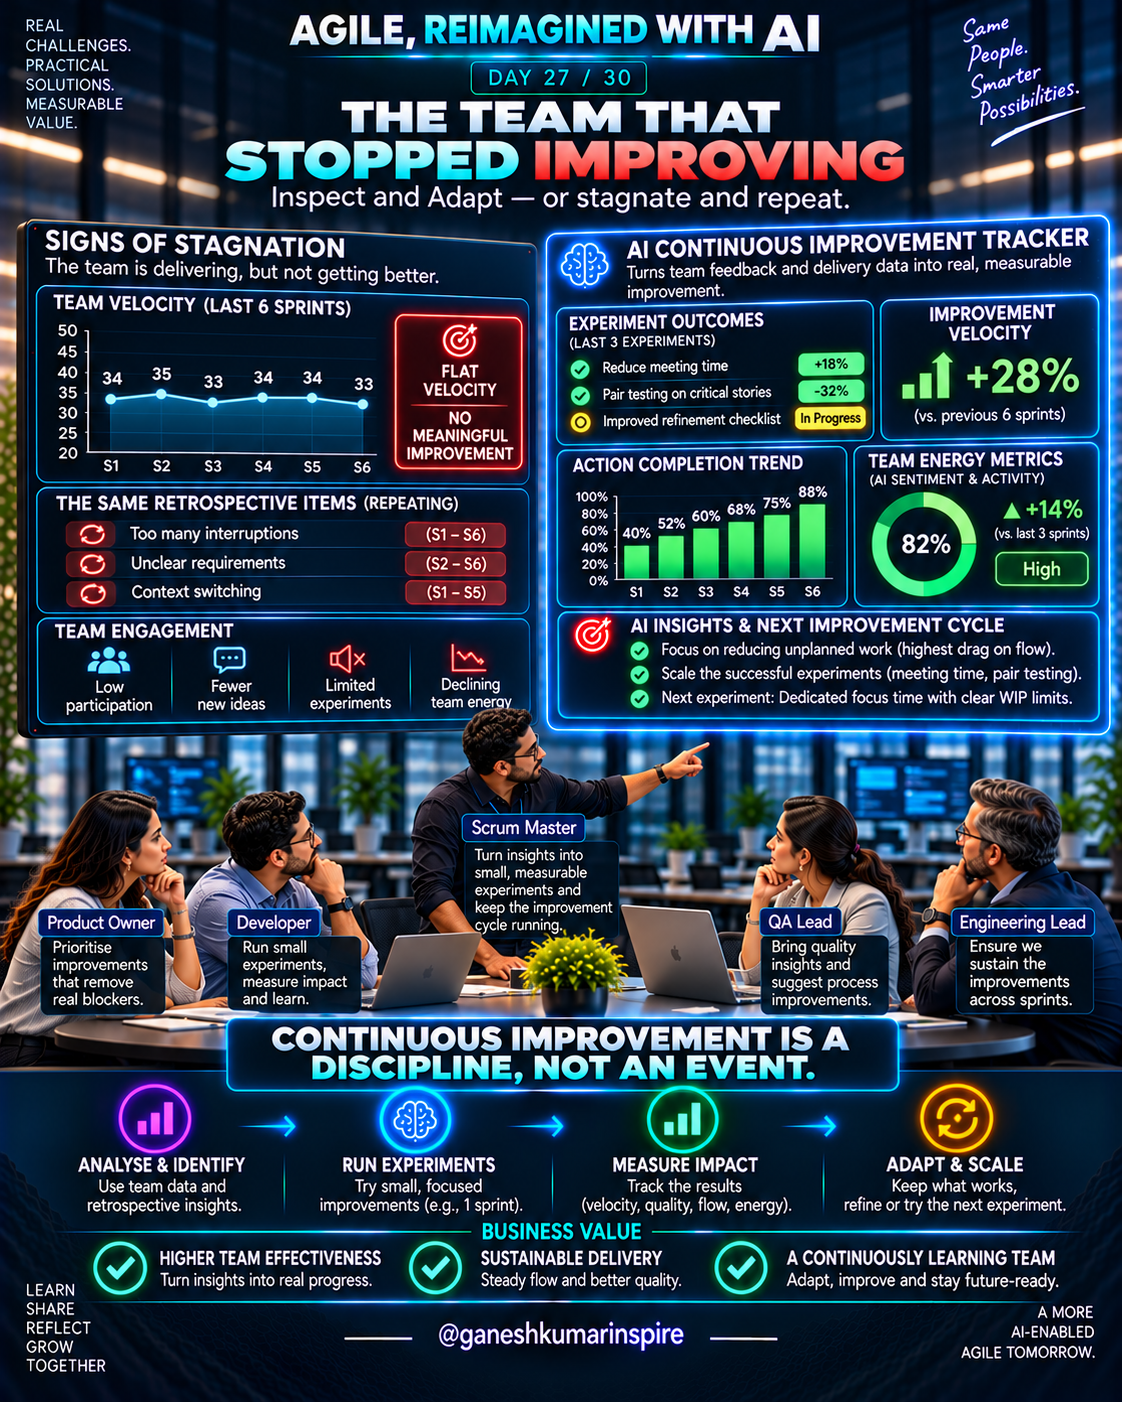 REAL
CHALLENGES.
PRACTICAL
SOLUTIONS.
MEASURABLE
VALUE.
AGILE, REIMAGINED WITH AI
DAY 27 / 30
Same
People.
Smarter
Possibilities.
THE TEAM THAT
STOPPED IMPROVING
Inspect and Adapt — or stagnate and repeat.
SIGNS OF STAGNATION
The team is delivering, but not getting better.
TEAM VELOCITY (LAST 6 SPRINTS)
50
45
40
35
30
25
20
34 35 33 34 34 33
S1 S2 S3 S4 S5 S6
FLAT
VELOCITY
NO
MEANINGFUL
IMPROVEMENT
THE SAME RETROSPECTIVE ITEMS (REPEATING)
Too many interruptions (S1 – S6)
Unclear requirements (S2 – S6)
Context switching (S1 – S5)
TEAM ENGAGEMENT
Low
participation
Fewer
new ideas
Limited
experiments
Declining
team energy
AI CONTINUOUS IMPROVEMENT TRACKER
Turns team feedback and delivery data into real, measurable
improvement.
EXPERIMENT OUTCOMES
(LAST 3 EXPERIMENTS)
Reduce meeting time +18%
Pair testing on critical stories -32%
Improved refinement checklist In Progress
IMPROVEMENT
VELOCITY
+28%
(vs. previous 6 sprints)
ACTION COMPLETION TREND
100%
80%
60%
40%
20%
0%
40% 52% 60% 68% 75% 88%
S1 S2 S3 S4 S5 S6
TEAM ENERGY METRICS
(AI SENTIMENT & ACTIVITY)
82%
▲ +14%
(vs. last 3 sprints)
High
AI INSIGHTS & NEXT IMPROVEMENT CYCLE
Focus on reducing unplanned work (highest drag on flow).
Scale the successful experiments (meeting time, pair testing).
Next experiment: Dedicated focus time with clear WIP limits.
Product Owner
Prioritise
improvements
that remove
real blockers.
Developer
Run small
experiments,
measure impact
and learn.
Scrum Master
Turn insights into
small, measurable
experiments and
keep the improvement
cycle running.
QA Lead
Bring quality
insights and
suggest process
improvements.
Engineering Lead
Ensure we
sustain the
improvements
across sprints.
CONTINUOUS IMPROVEMENT IS A
DISCIPLINE, NOT AN EVENT.
ANALYSE & IDENTIFY
Use team data and
retrospective insights.
RUN EXPERIMENTS
Try small, focused
improvements (e.g., 1 sprint).
MEASURE IMPACT
Track the results
(velocity, quality, flow, energy).
ADAPT & SCALE
Keep what works,
refine or try the next experiment.
BUSINESS VALUE
HIGHER TEAM EFFECTIVENESS
Turn insights into real progress.
SUSTAINABLE DELIVERY
Steady flow and better quality.
A CONTINUOUSLY LEARNING TEAM
Adapt, improve and stay future-ready.
LEARN
SHARE
REFLECT
GROW
TOGETHER
@ganeshkumarinspire
A MORE
AI-ENABLED
AGILE TOMORROW.